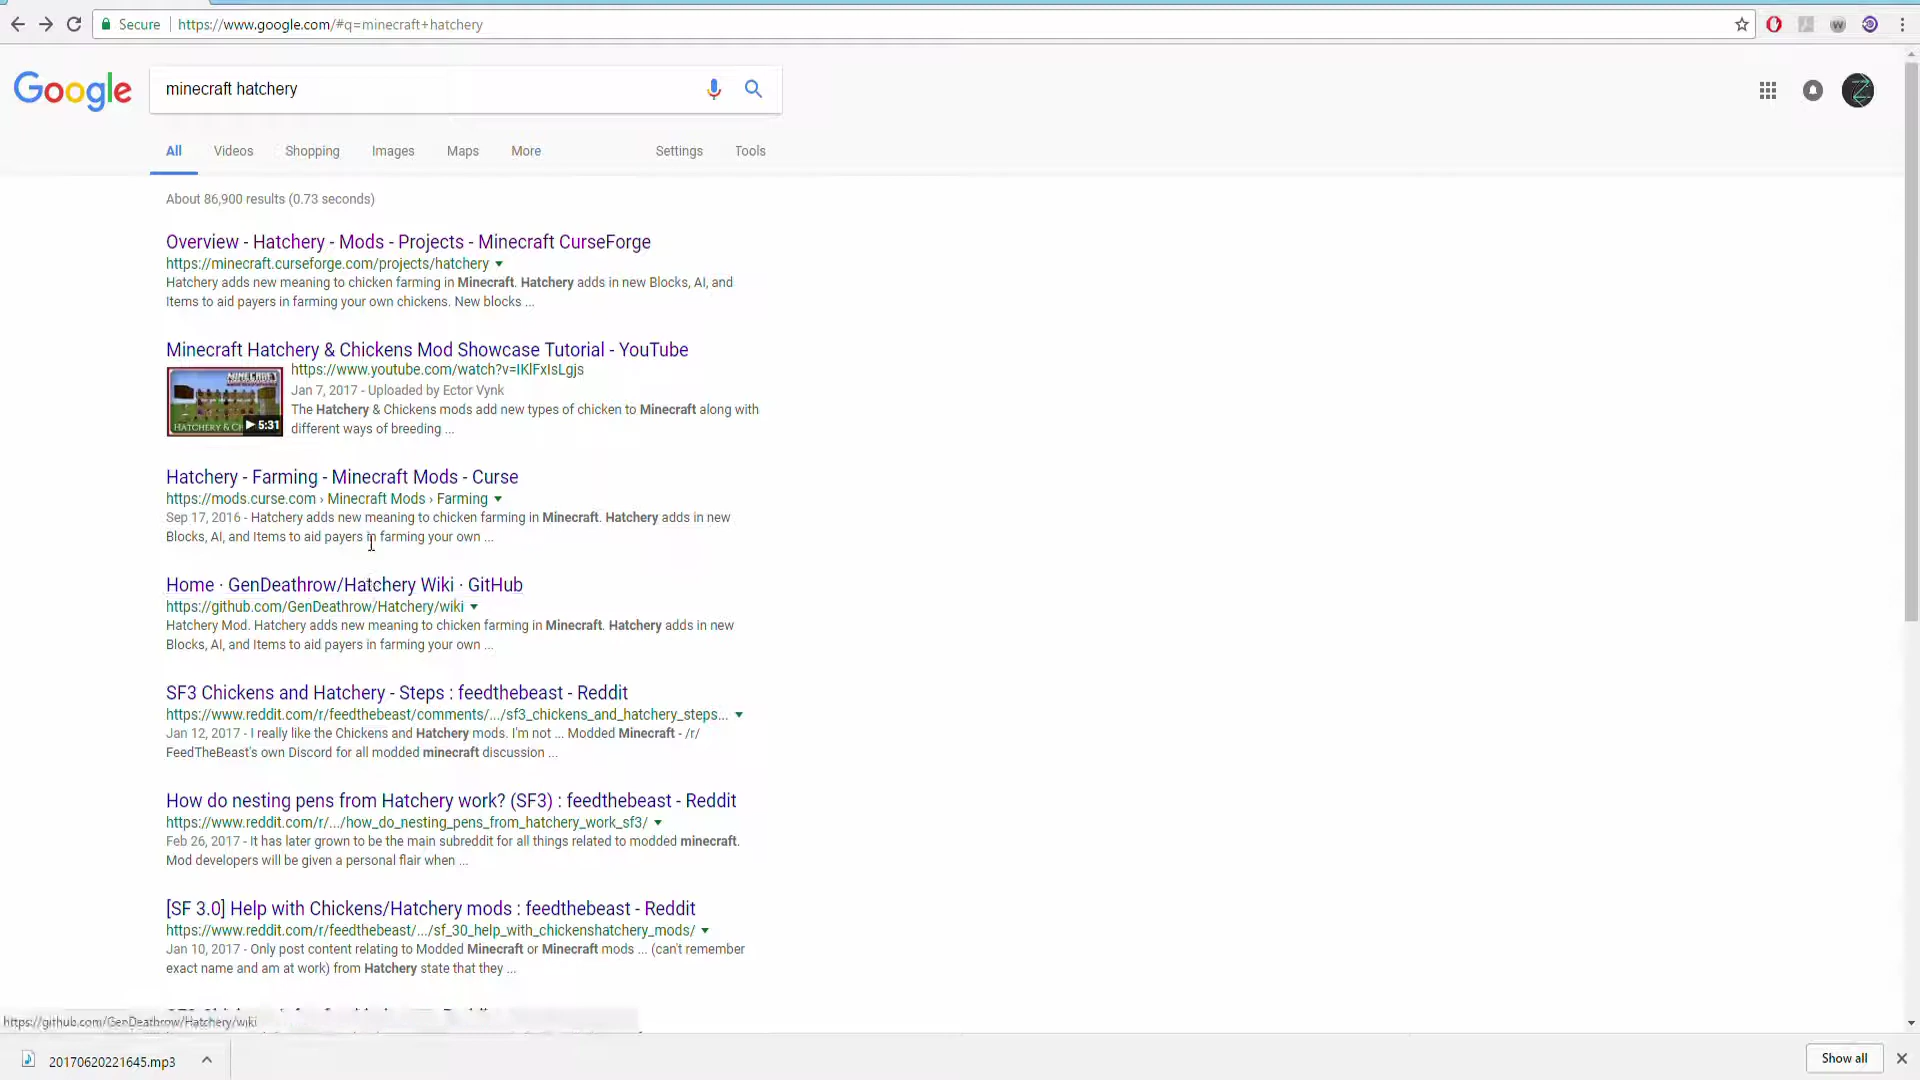 Secure https://www.google.com/#q=minecraft+hatchery
Google minecraft hatchery
All Videos Shopping Images Maps More Settings Tools
About 86,900 results (0.73 seconds)
Overview - Hatchery - Mods - Projects - Minecraft CurseForge
https://minecraft.curseforge.com/projects/hatchery
Hatchery adds new meaning to chicken farming in Minecraft. Hatchery adds in new Blocks, AI, and
Items to aid payers in farming your own chickens. New blocks ...
Minecraft Hatchery & Chickens Mod Showcase Tutorial - YouTube
https://www.youtube.com/watch?v=IKlFxIsLgjs
Jan 7, 2017 - Uploaded by Ector Vynk
The Hatchery & Chickens mods add new types of chicken to Minecraft along with
different ways of breeding ...
MINECRAFT
HATCHERY & CH
5:31
Hatchery - Farming - Minecraft Mods - Curse
https://mods.curse.com › Minecraft Mods › Farming
Sep 17, 2016 - Hatchery adds new meaning to chicken farming in Minecraft. Hatchery adds in new
Blocks, AI, and Items to aid payers in farming your own ...
Home · GenDeathrow/Hatchery Wiki · GitHub
https://github.com/GenDeathrow/Hatchery/wiki
Hatchery Mod. Hatchery adds new meaning to chicken farming in Minecraft. Hatchery adds in new
Blocks, AI, and Items to aid payers in farming your own ...
SF3 Chickens and Hatchery - Steps : feedthebeast - Reddit
https://www.reddit.com/r/feedthebeast/comments/.../sf3_chickens_and_hatchery_steps...
Jan 12, 2017 - I really like the Chickens and Hatchery mods. I'm not ... Modded Minecraft - /r/
FeedTheBeast's own Discord for all modded minecraft discussion ...
How do nesting pens from Hatchery work? (SF3) : feedthebeast - Reddit
https://www.reddit.com/r/.../how_do_nesting_pens_from_hatchery_work_sf3/
Feb 26, 2017 - It has later grown to be the main subreddit for all things related to modded minecraft.
Mod developers will be given a personal flair when ...
[SF 3.0] Help with Chickens/Hatchery mods : feedthebeast - Reddit
https://www.reddit.com/r/feedthebeast/.../sf_30_help_with_chickenshatchery_mods/
Jan 10, 2017 - Only post content relating to Modded Minecraft or Minecraft mods ... (can't remember
exact name and am at work) from Hatchery state that they ...
https://github.com/GenDeathrow/Hatchery/wiki
20170620221645.mp3 Show all